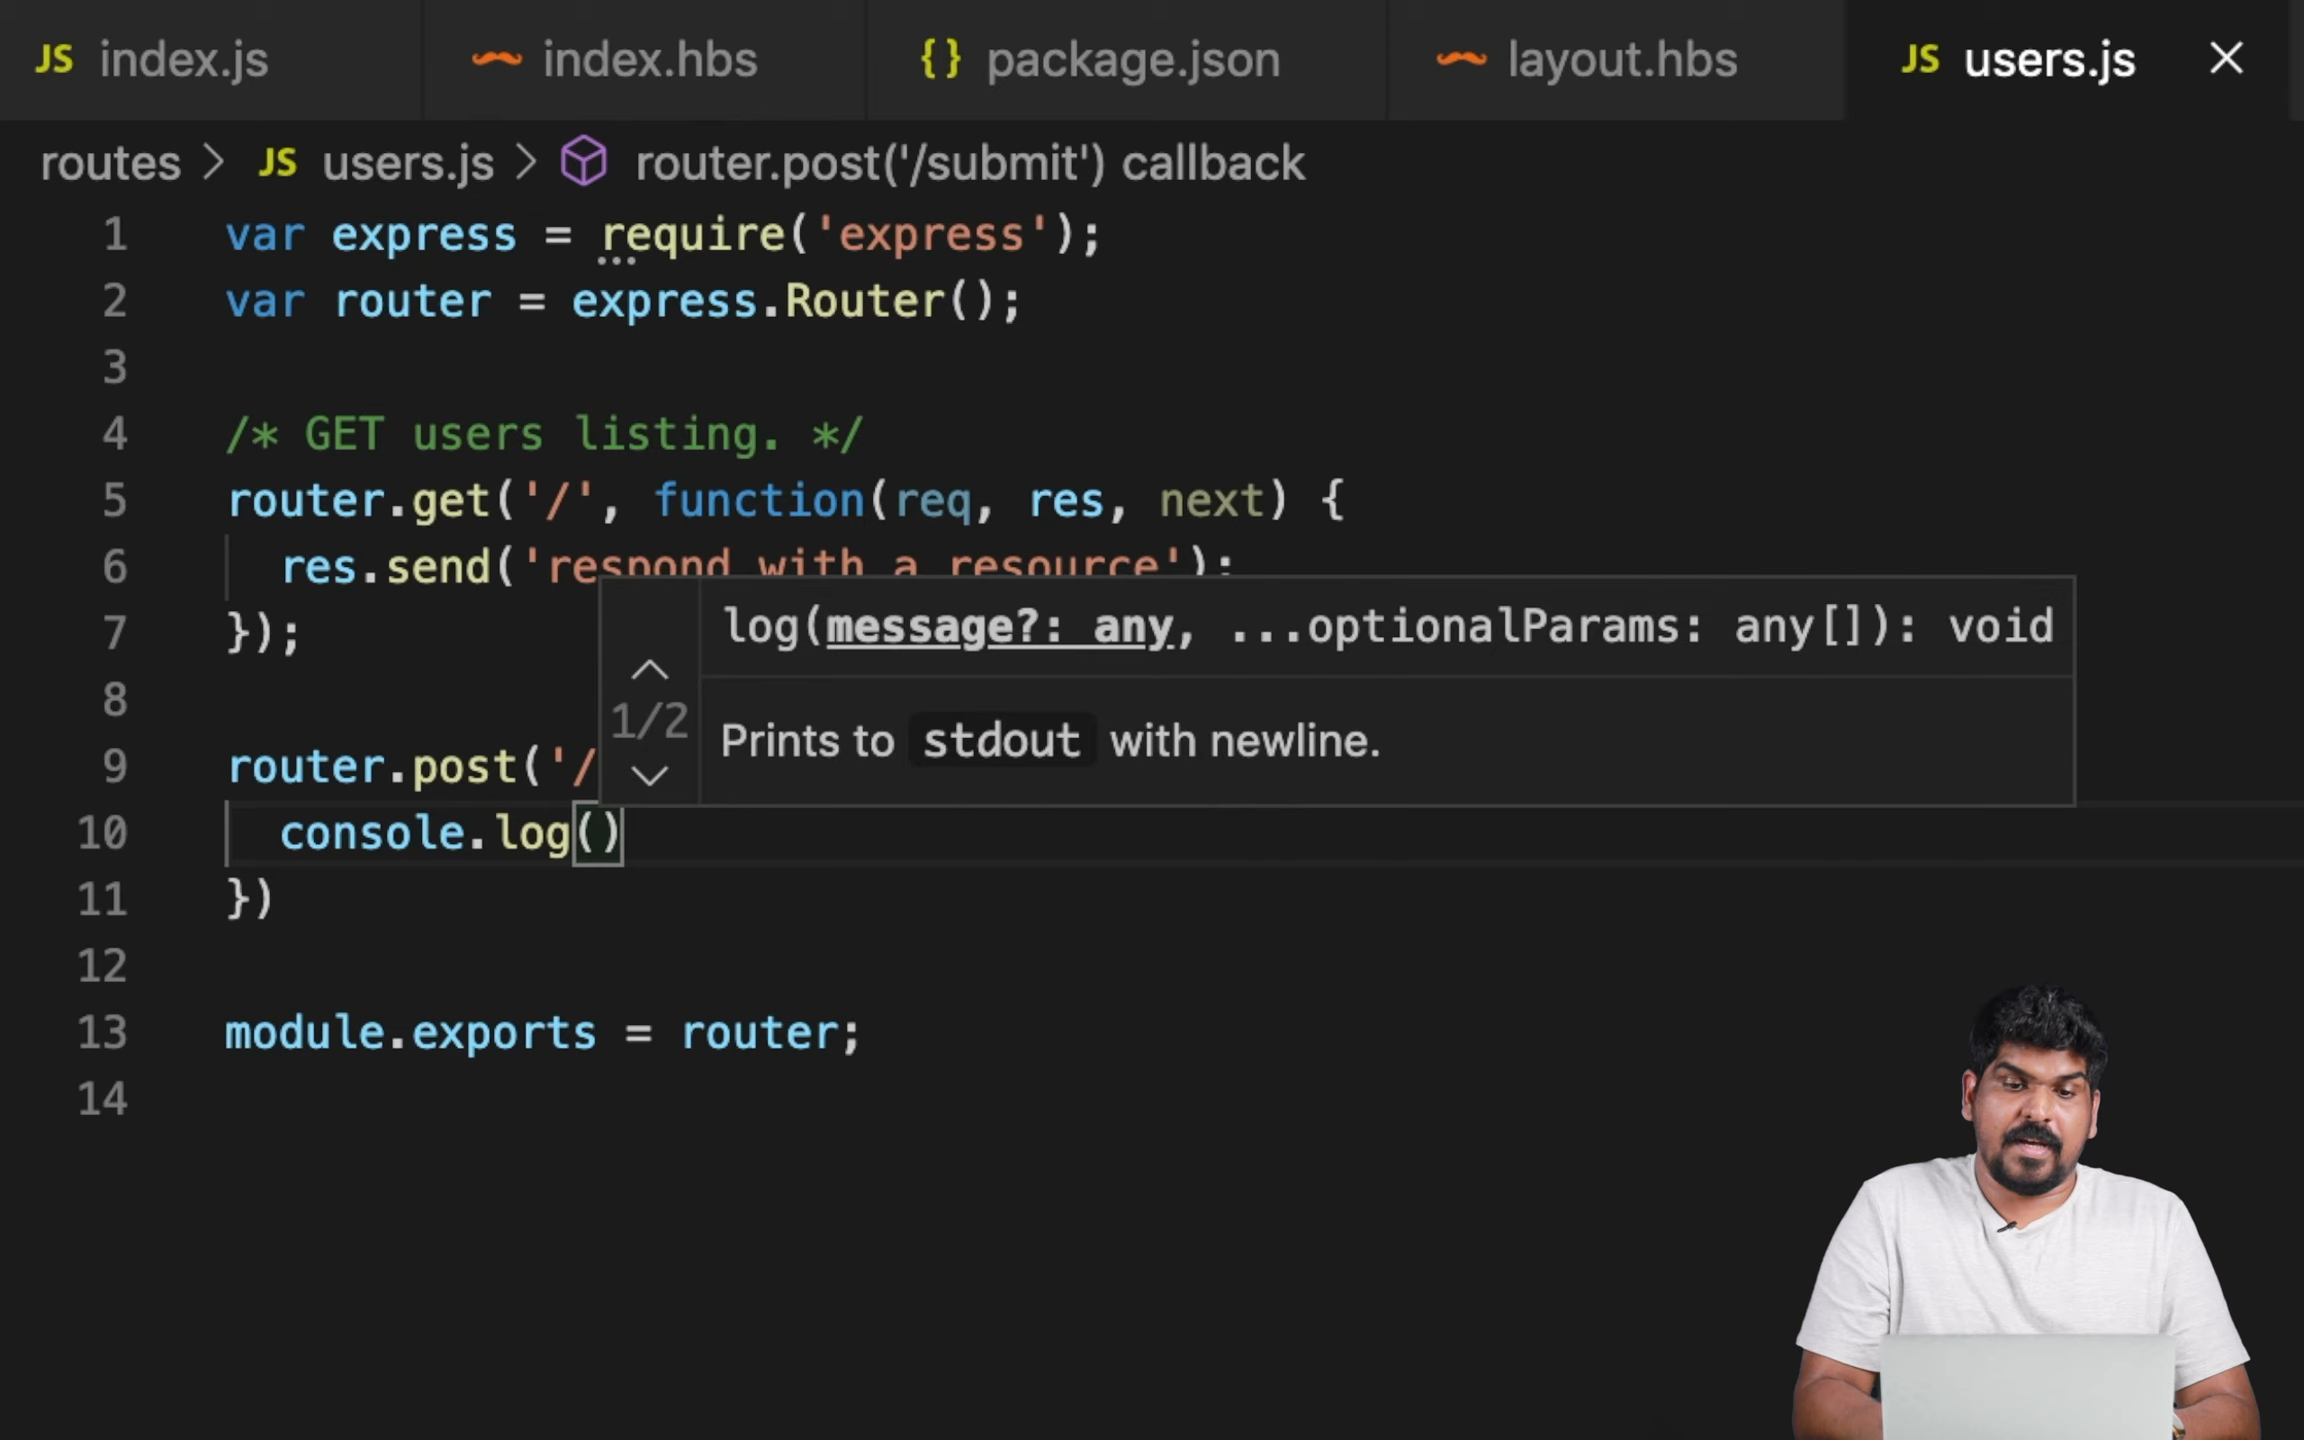 JS index.js index.hbs {} package.json layout.hbs JS users.js
routes > JS users.js > router.post('/submit') callback
1 var express = require('express');
2 var router = express.Router();
3
4 /* GET users listing. */
5 router.get('/', function(req, res, next) {
6 res.send('respond with a resource');
7 });
log(message?: any, ...optionalParams: any[]): void
8
1/2
Prints to stdout with newline.
9 router.post('/
10 console.log()
11 })
12
13 module.exports = router;
14